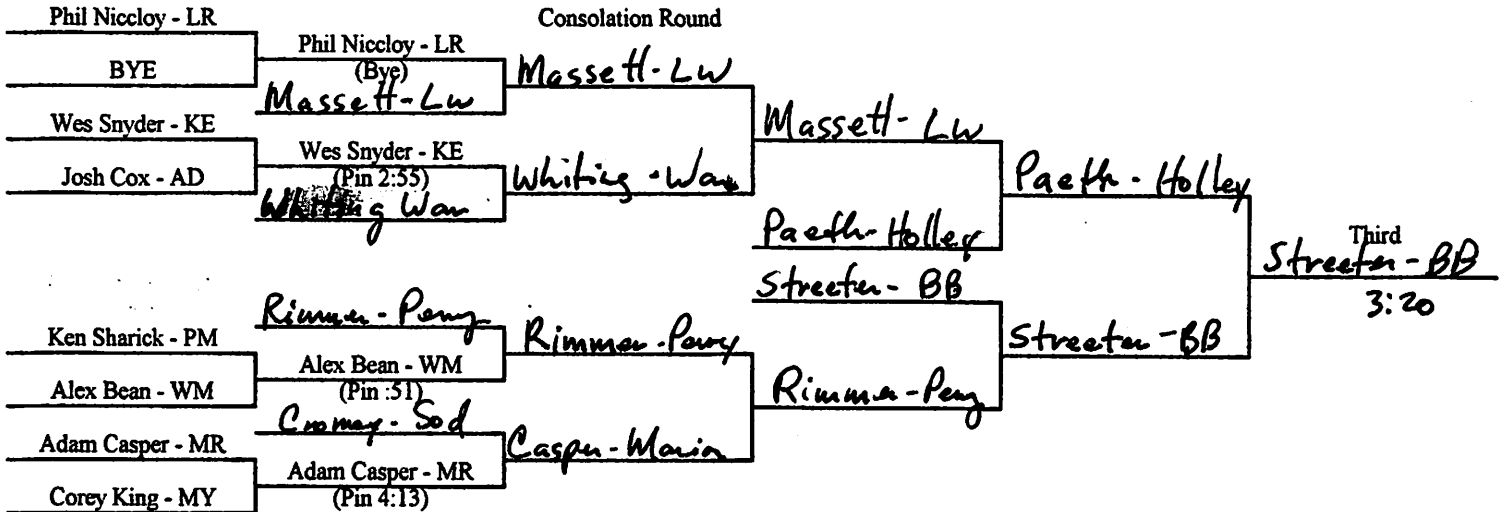 Consolation Round
Phil Niccloy - LR
BYE
Wes Snyder - KE
Josh Cox - AD
Ken Sharick - PM
Alex Bean - WM
Adam Casper - MR
Corey King - MY
Phil Niccloy - LR
(Bye)
Massett - LW
Wes Snyder - KE
(Pin 2:55)
Whiting War
Rimmer - Perry
Alex Bean - WM
(Pin :51)
Cromey - Sod
Adam Casper - MR
(Pin 4:13)
Massett - LW
Whiting - War
Rimmer - Perry
Casper - Marion
Massett - LW
Paeth - Holley
Streeter - BB
Rimmer - Perry
Paeth - Holley
Streeter - BB
Third
Streeter - BB
3:20